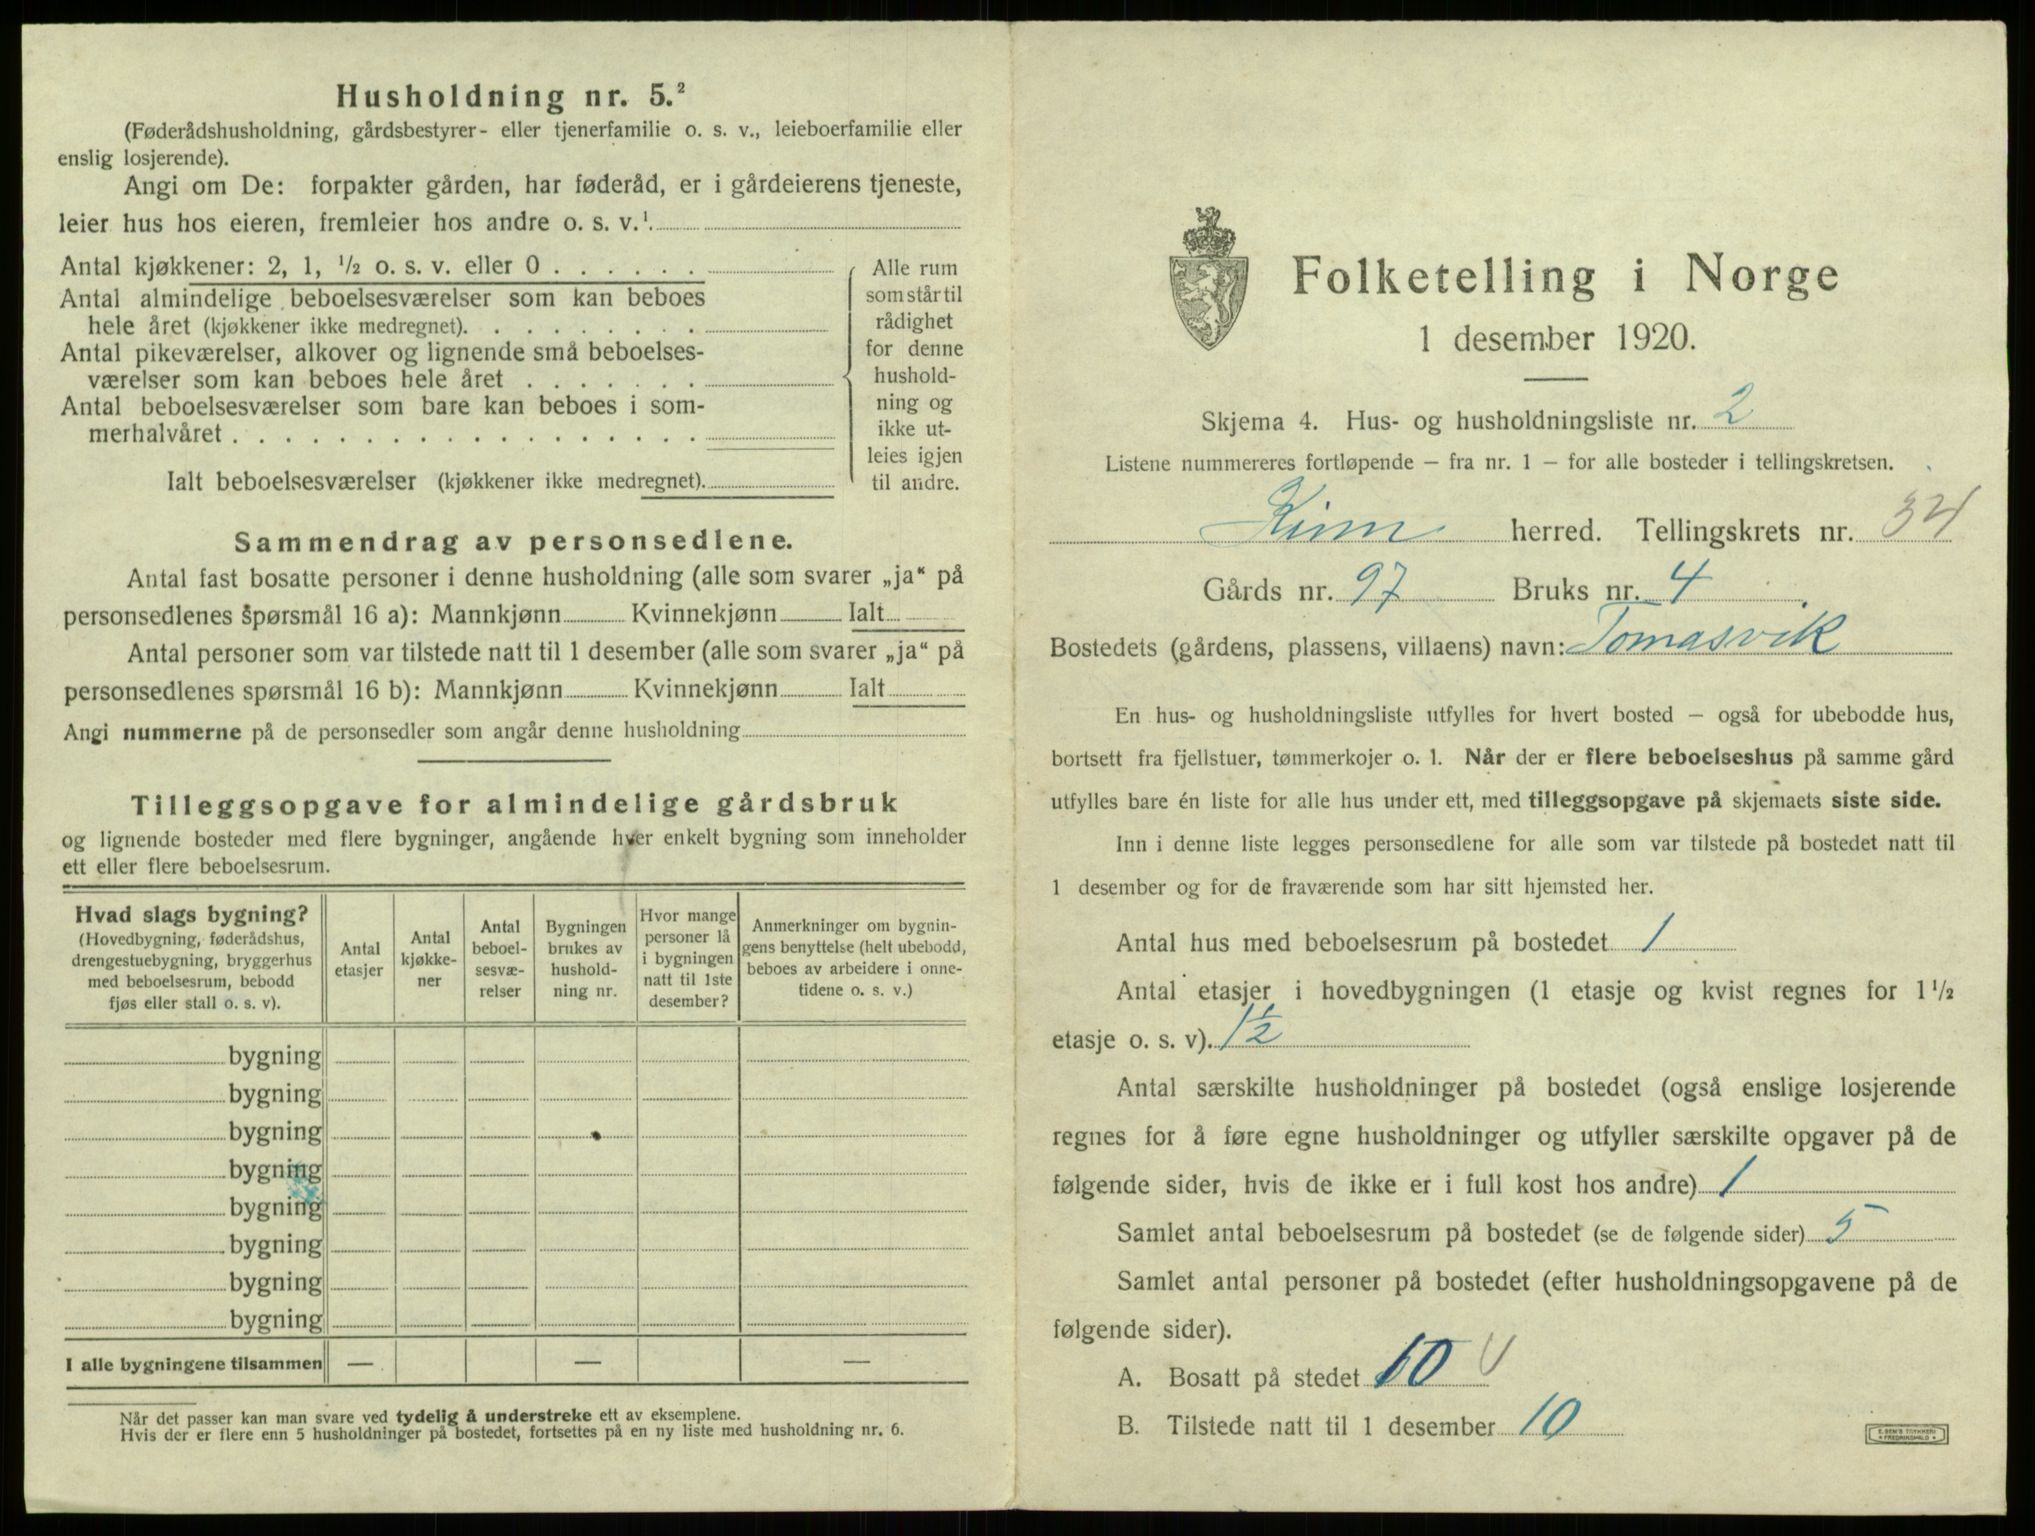 Husholdning nr. 5.²
(Føderådshusholdning, gårdsbestyrer- eller tjenerfamilie o. s. v., leieboerfamilie eller
enslig losjerende).
Angi om De: forpakter gården, har føderåd, er i gårdeierens tjeneste,
leier hus hos eieren, fremleier hos andre o. s. v.¹
Antal kjøkkener: 2, 1, ½ o. s. v. eller 0 . . . . . .
Antal almindelige beboelsesværelser som kan beboes
hele året (kjøkkener ikke medregnet). . . . . . . . .
Antal pikeværelser, alkover og lignende små beboelses-
værelser som kan beboes hele året . . . . . . .
Antal beboelsesværelser som bare kan beboes i som-
merhalvåret . . . . . . . . . . . . . . . . . .
Ialt beboelsesværelser (kjøkkener ikke medregnet).
Alle rum
som står til
rådighet
for denne
hushold-
ning og
ikke ut-
leies igjen
til andre.
Sammendrag av personsedlene.
Antal fast bosatte personer i denne husholdning (alle som svarer „ja“ på
personsedlenes spørsmål 16 a): Mannkjønn Kvinnekjønn Ialt
Antal personer som var tilstede natt til 1 desember (alle som svarer „ja“ på
personsedlenes spørsmål 16 b): Mannkjønn Kvinnekjønn Ialt
Angi nummerne på de personsedler som angår denne husholdning
Tilleggsopgave for almindelige gårdsbruk
og lignende bosteder med flere bygninger, angående hver enkelt bygning som inneholder
ett eller flere beboelsesrum.
Hvad slags bygning?
(Hovedbygning, føderådshus,
drengestuebygning, bryggerhus
med beboelsesrum, bebodd
fjøs eller stall o. s. v).
Antal
etasjer
Antal
kjøkke-
ner
Antal
beboel-
sesvæ-
relser
Bygningen
brukes av
hushold-
ning nr.
Hvor mange
personer lå
i bygningen
natt til 1ste
desember?
Anmerkninger om bygnin-
gens benyttelse (helt ubebodd,
beboes av arbeidere i onne-
tidene o. s. v.)
bygning
bygning
bygning
bygning
bygning
bygning
bygning
bygning
I alle bygningene tilsammen — — —
Når det passer kan man svare ved tydelig å understreke ett av eksemplene.
Hvis der er flere enn 5 husholdninger på bostedet, fortsettes på en ny liste med husholdning nr. 6.
Folketelling i Norge
1 desember 1920.
Skjema 4. Hus- og husholdningsliste nr. 2
Listene nummereres fortløpende – fra nr. 1 – for alle bosteder i tellingskretsen.
Kinn herred. Tellingskrets nr. 34
Gårds nr. 97 Bruks nr. 4
Bostedets (gårdens, plassens, villaens) navn: Tomasvik
En hus- og husholdningsliste utfylles for hvert bosted – også for ubebodde hus,
bortsett fra fjellstuer, tømmerkojer o. l. Når der er flere beboelseshus på samme gård
utfylles bare én liste for alle hus under ett, med tilleggsopgave på skjemaets siste side.
Inn i denne liste legges personsedlene for alle som var tilstede på bostedet natt til
1 desember og for de fraværende som har sitt hjemsted her.
Antal hus med beboelsesrum på bostedet 1
Antal etasjer i hovedbygningen (1 etasje og kvist regnes for 1½
etasje o. s. v). 1½
Antal særskilte husholdninger på bostedet (også enslige losjerende
regnes for å føre egne husholdninger og utfyller særskilte opgaver på de
følgende sider, hvis de ikke er i full kost hos andre) 1
Samlet antal beboelsesrum på bostedet (se de følgende sider) 5
Samlet antal personer på bostedet (efter husholdningsopgavene på de
følgende sider).
A. Bosatt på stedet 10
B. Tilstede natt til 1 desember 10
E. SEM'S TRYKKERI
FREDRIKSHALD